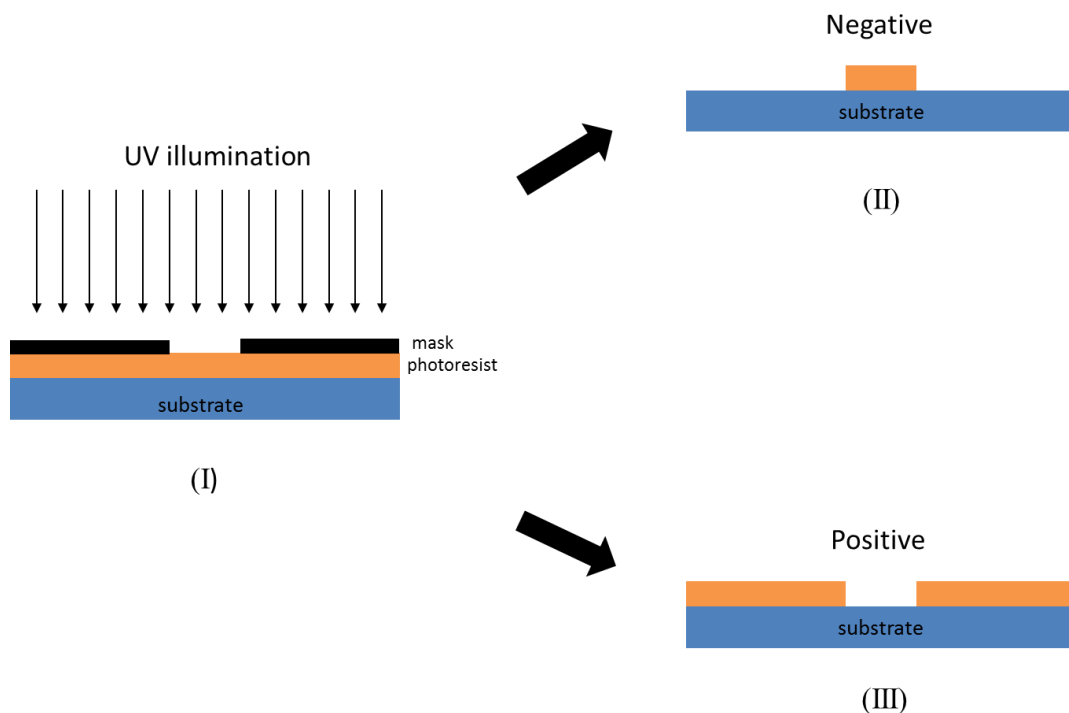 UV illumination
mask
photoresist
substrate
(I)
Negative
substrate
(II)
Positive
substrate
(III)